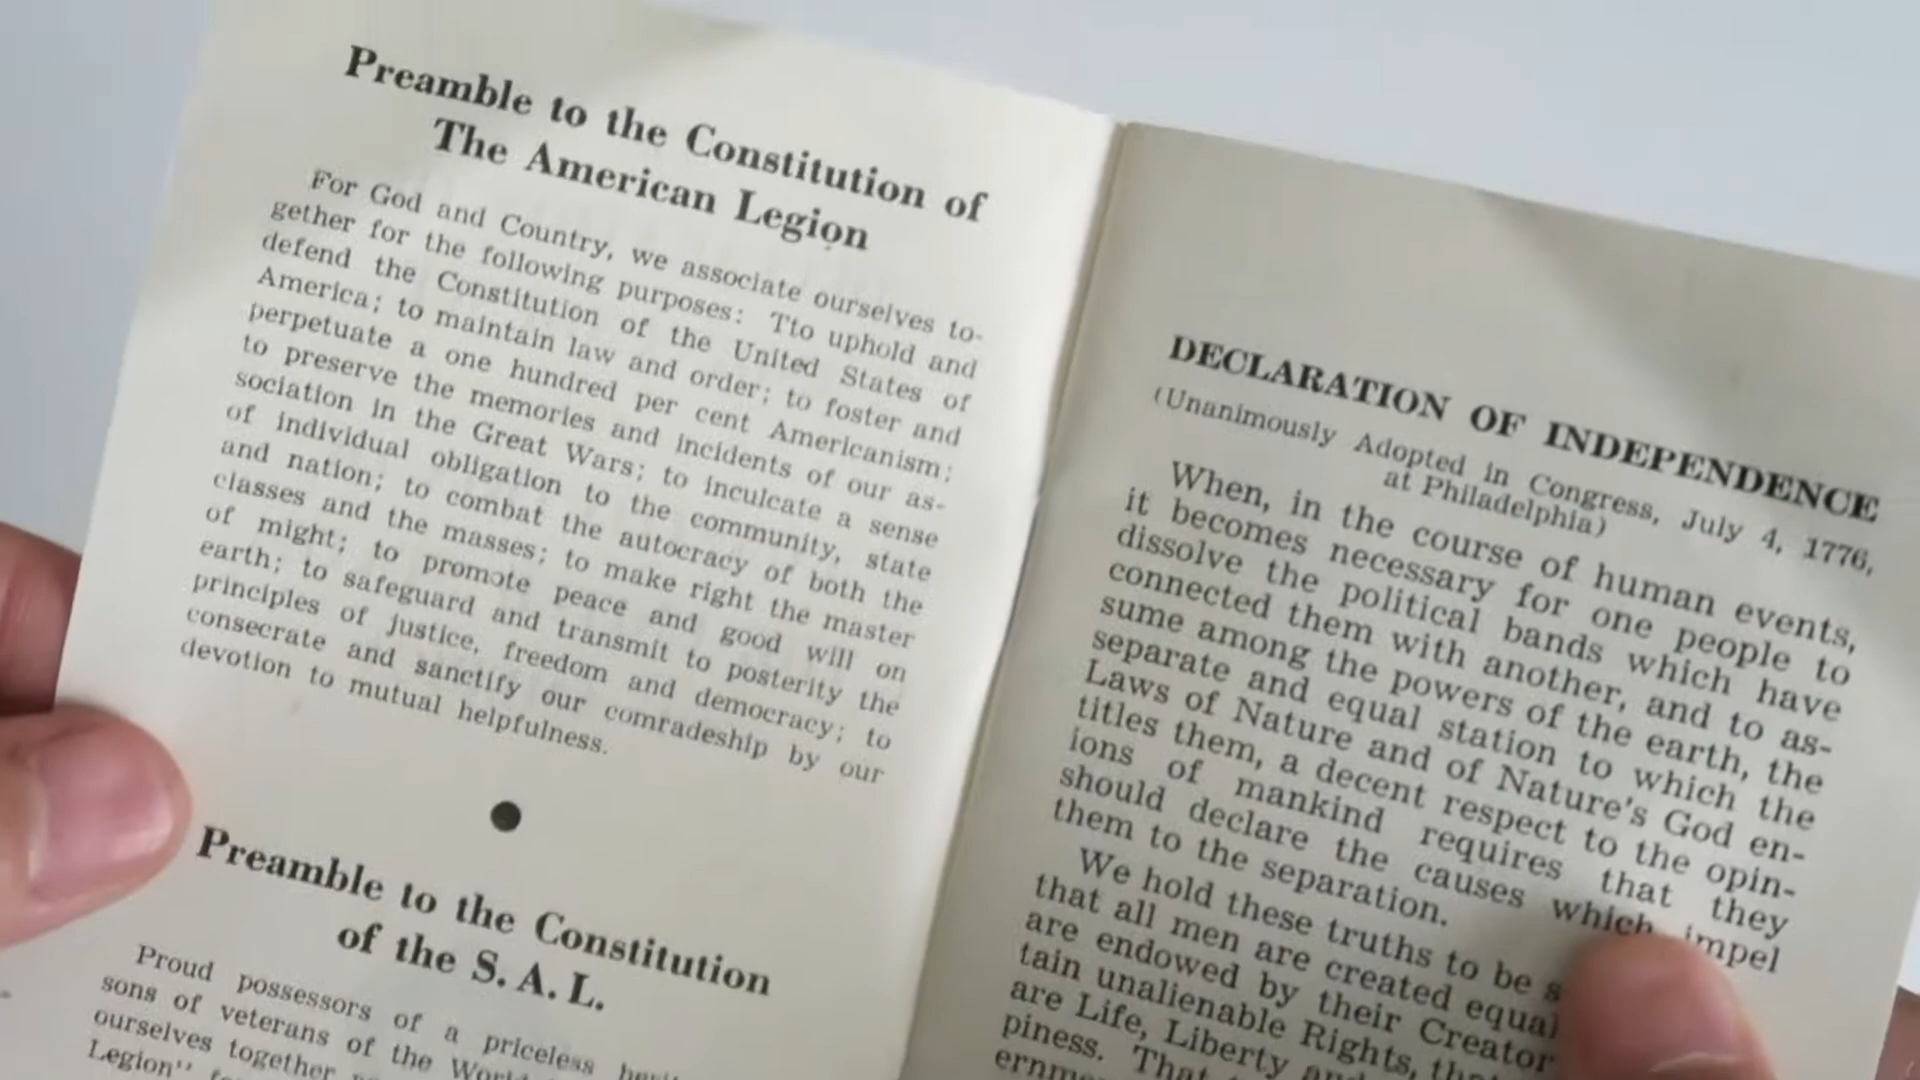 Preamble to the Constitution of
The American Legion
For God and Country, we associate ourselves to-
gether for the following purposes: Tto uphold and
defend the Constitution of the United States of
America; to maintain law and order; to foster and
perpetuate a one hundred per cent Americanism;
to preserve the memories and incidents of our as-
sociation in the Great Wars; to inculcate a sense
of individual obligation to the community, state
and nation; to combat the autocracy of both the
classes and the masses; to make right the master
of might; to promote peace and good will on
earth; to safeguard and transmit to posterity the
principles of justice, freedom and democracy; to
consecrate and sanctify our comradeship by our
devotion to mutual helpfulness.
Preamble to the Constitution
of the S. A. L.
Proud possessors of a priceless
sons of veterans of the World
ourselves together
Legion"
DECLARATION OF INDEPENDENCE
(Unanimously Adopted in Congress, July 4, 1776,
at Philadelphia)
When, in the course of human events,
it becomes necessary for one people to
dissolve the political bands which have
connected them with another, and to as-
sume among the powers of the earth, the
separate and equal station to which the
Laws of Nature and of Nature's God en-
titles them, a decent respect to the opin-
ions of mankind requires that they
should declare the causes which impel
them to the separation.
We hold these truths to be
that all men are created equal
are endowed by their Creator
tain unalienable Rights,
are Life, Liberty and
piness. That